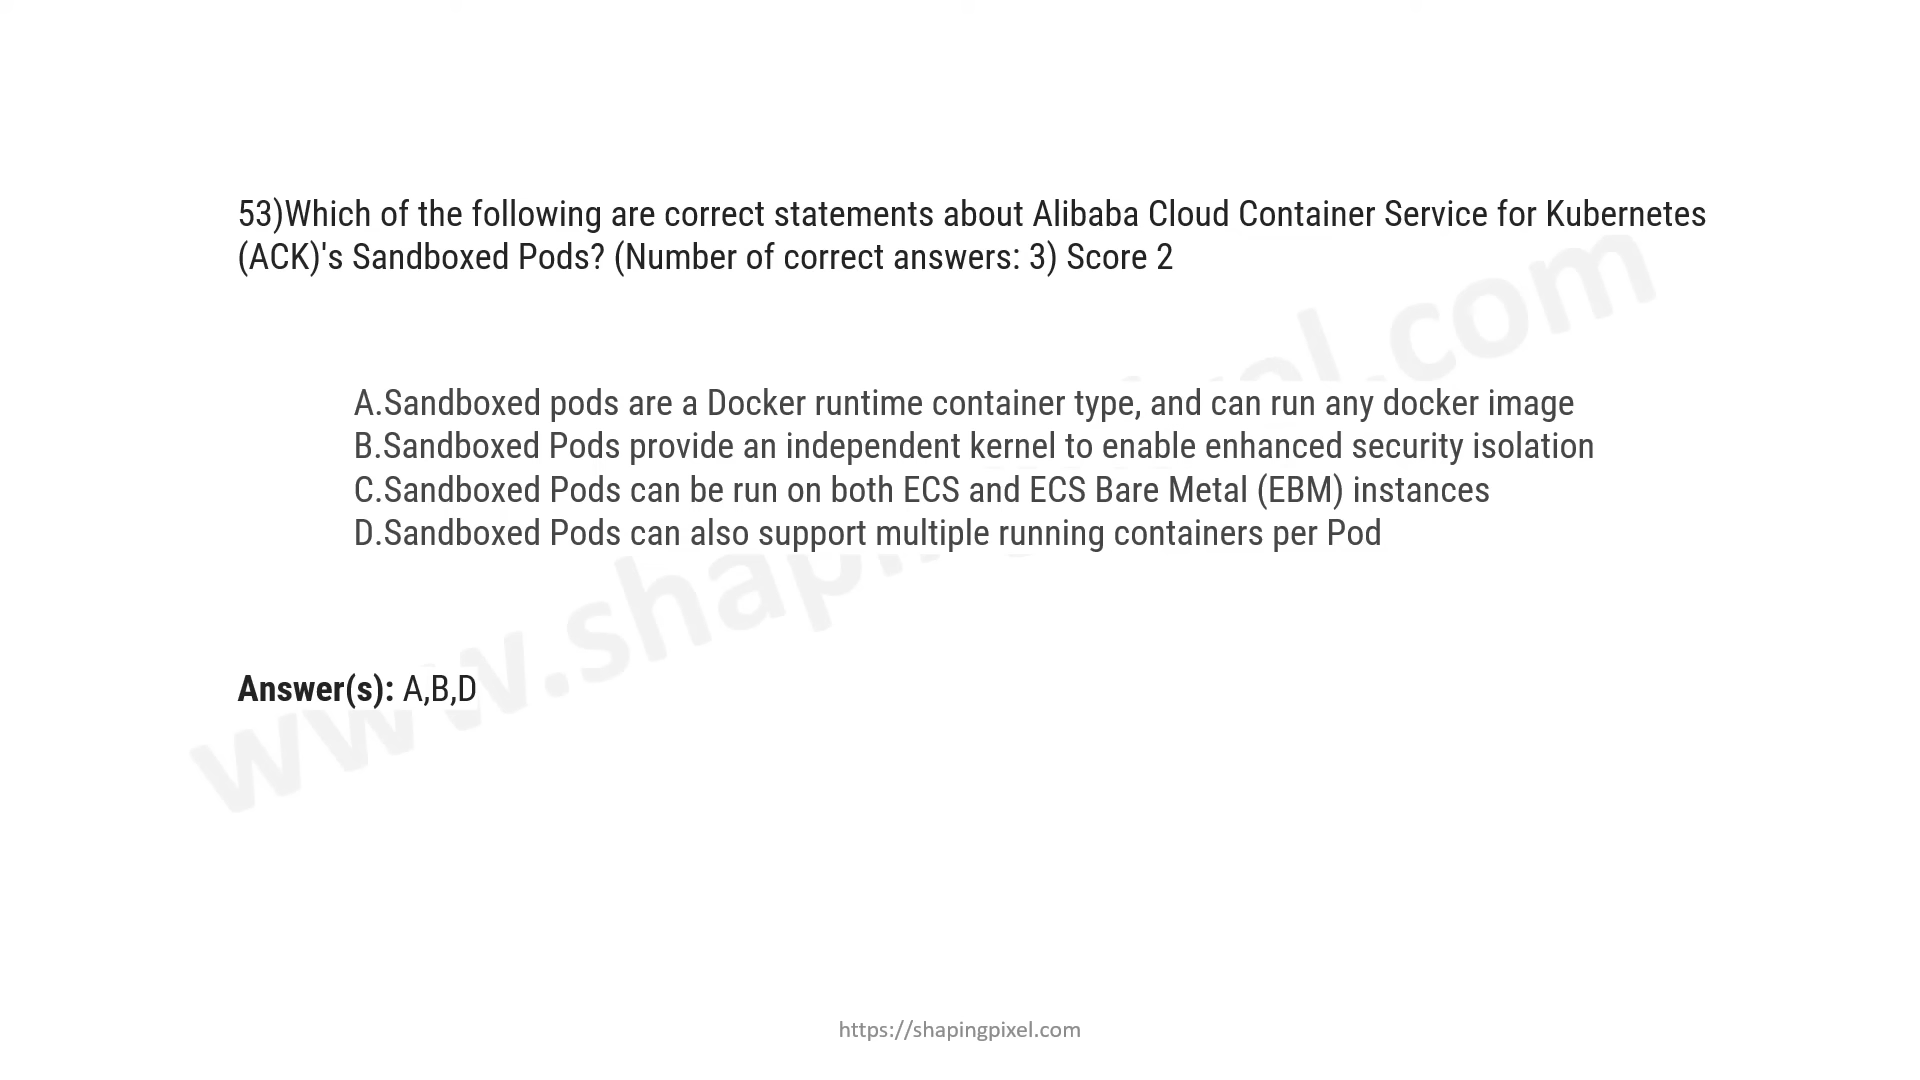 53)Which of the following are correct statements about Alibaba Cloud Container Service for Kubernetes
(ACK)'s Sandboxed Pods? (Number of correct answers: 3) Score 2
A.Sandboxed pods are a Docker runtime container type, and can run any docker image
B.Sandboxed Pods provide an independent kernel to enable enhanced security isolation
C.Sandboxed Pods can be run on both ECS and ECS Bare Metal (EBM) instances
D.Sandboxed Pods can also support multiple running containers per Pod
Answer(s): A,B,D
https://shapingpixel.com